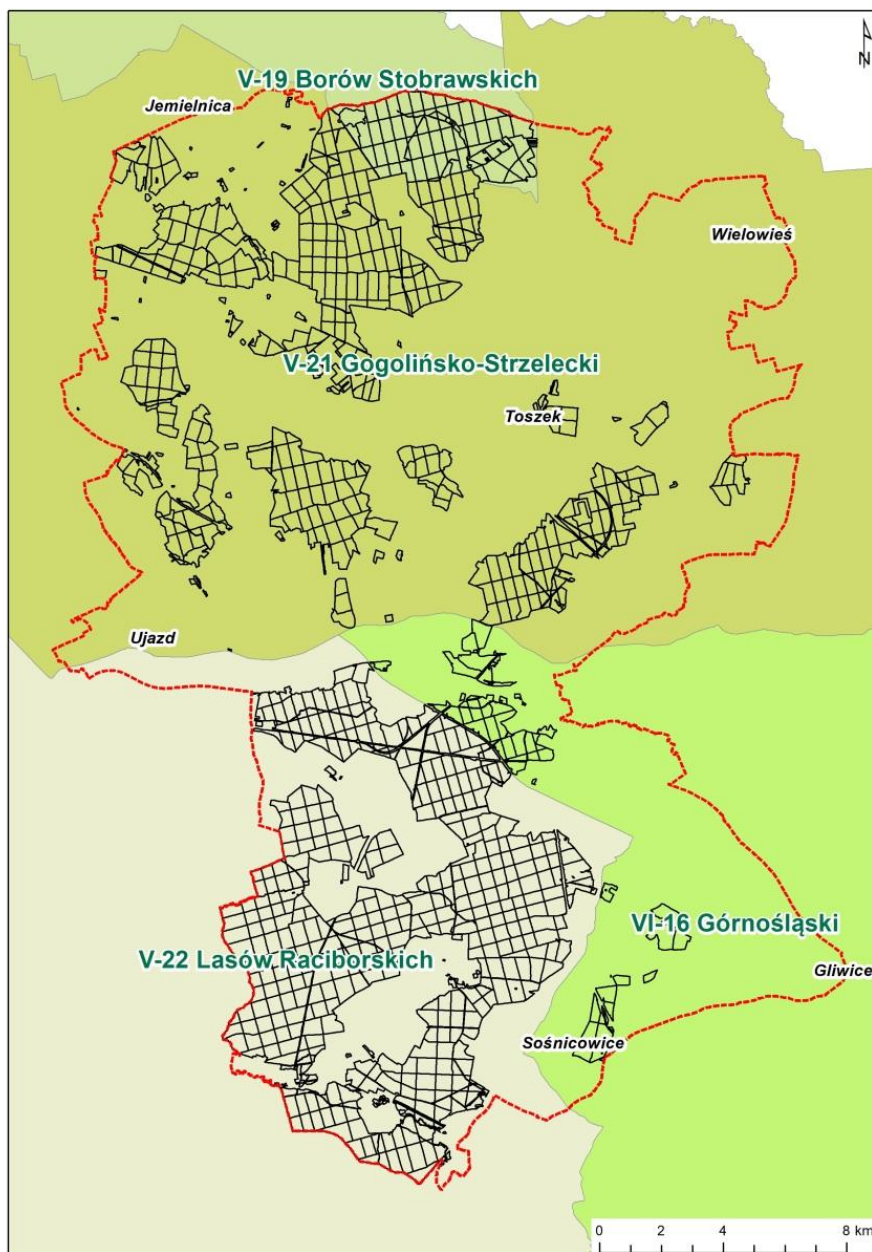 N
V-19 Borów Stobrawskich
Jemielnica
Wielowieś
V-21 Gogolińsko-Strzelecki
Toszek
Ujazd
VI-16 Górnośląski
V-22 Lasów Raciborskich
Gliwice
Sośnicowice
0 2 4 8 km